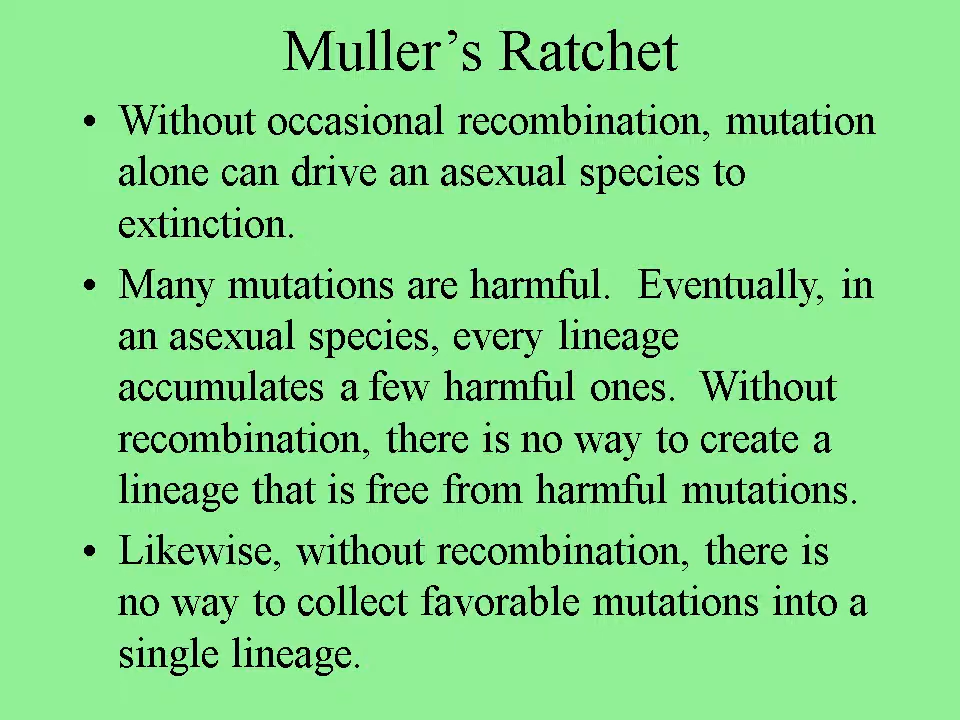 Muller’s Ratchet
• Without occasional recombination, mutation
alone can drive an asexual species to
extinction.
• Many mutations are harmful.  Eventually, in
an asexual species, every lineage
accumulates a few harmful ones.  Without
recombination, there is no way to create a
lineage that is free from harmful mutations.
• Likewise, without recombination, there is
no way to collect favorable mutations into a
single lineage.